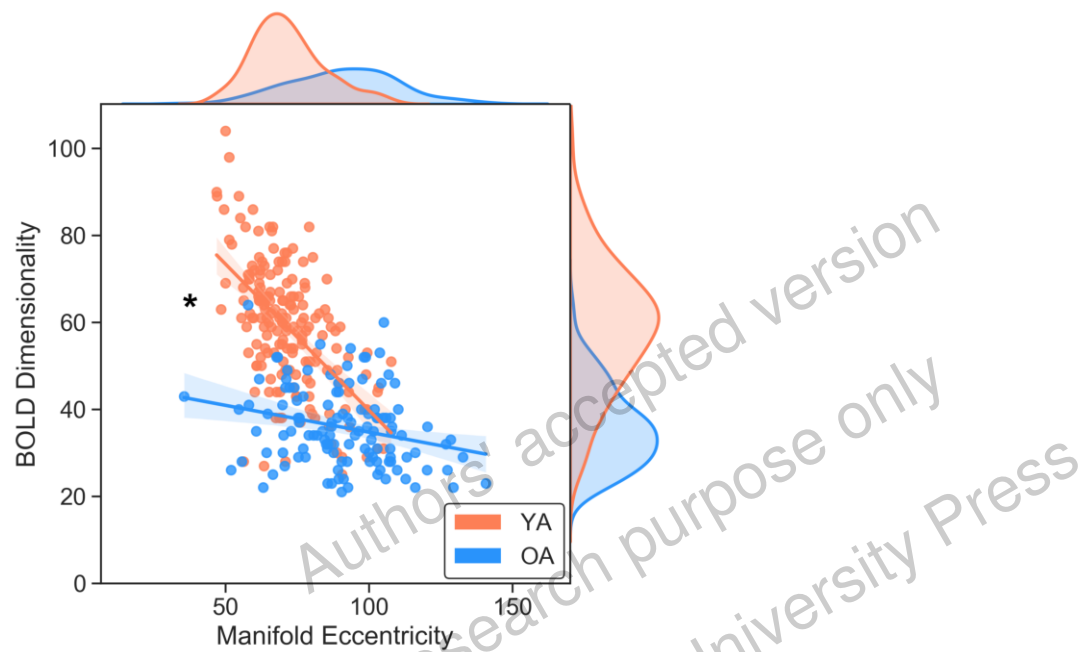 100
80
60
40
20
0
50
100
150
BOLD Dimensionality
Manifold Eccentricity
*
YA
OA
Authors' accepted version
research purpose only
University Press